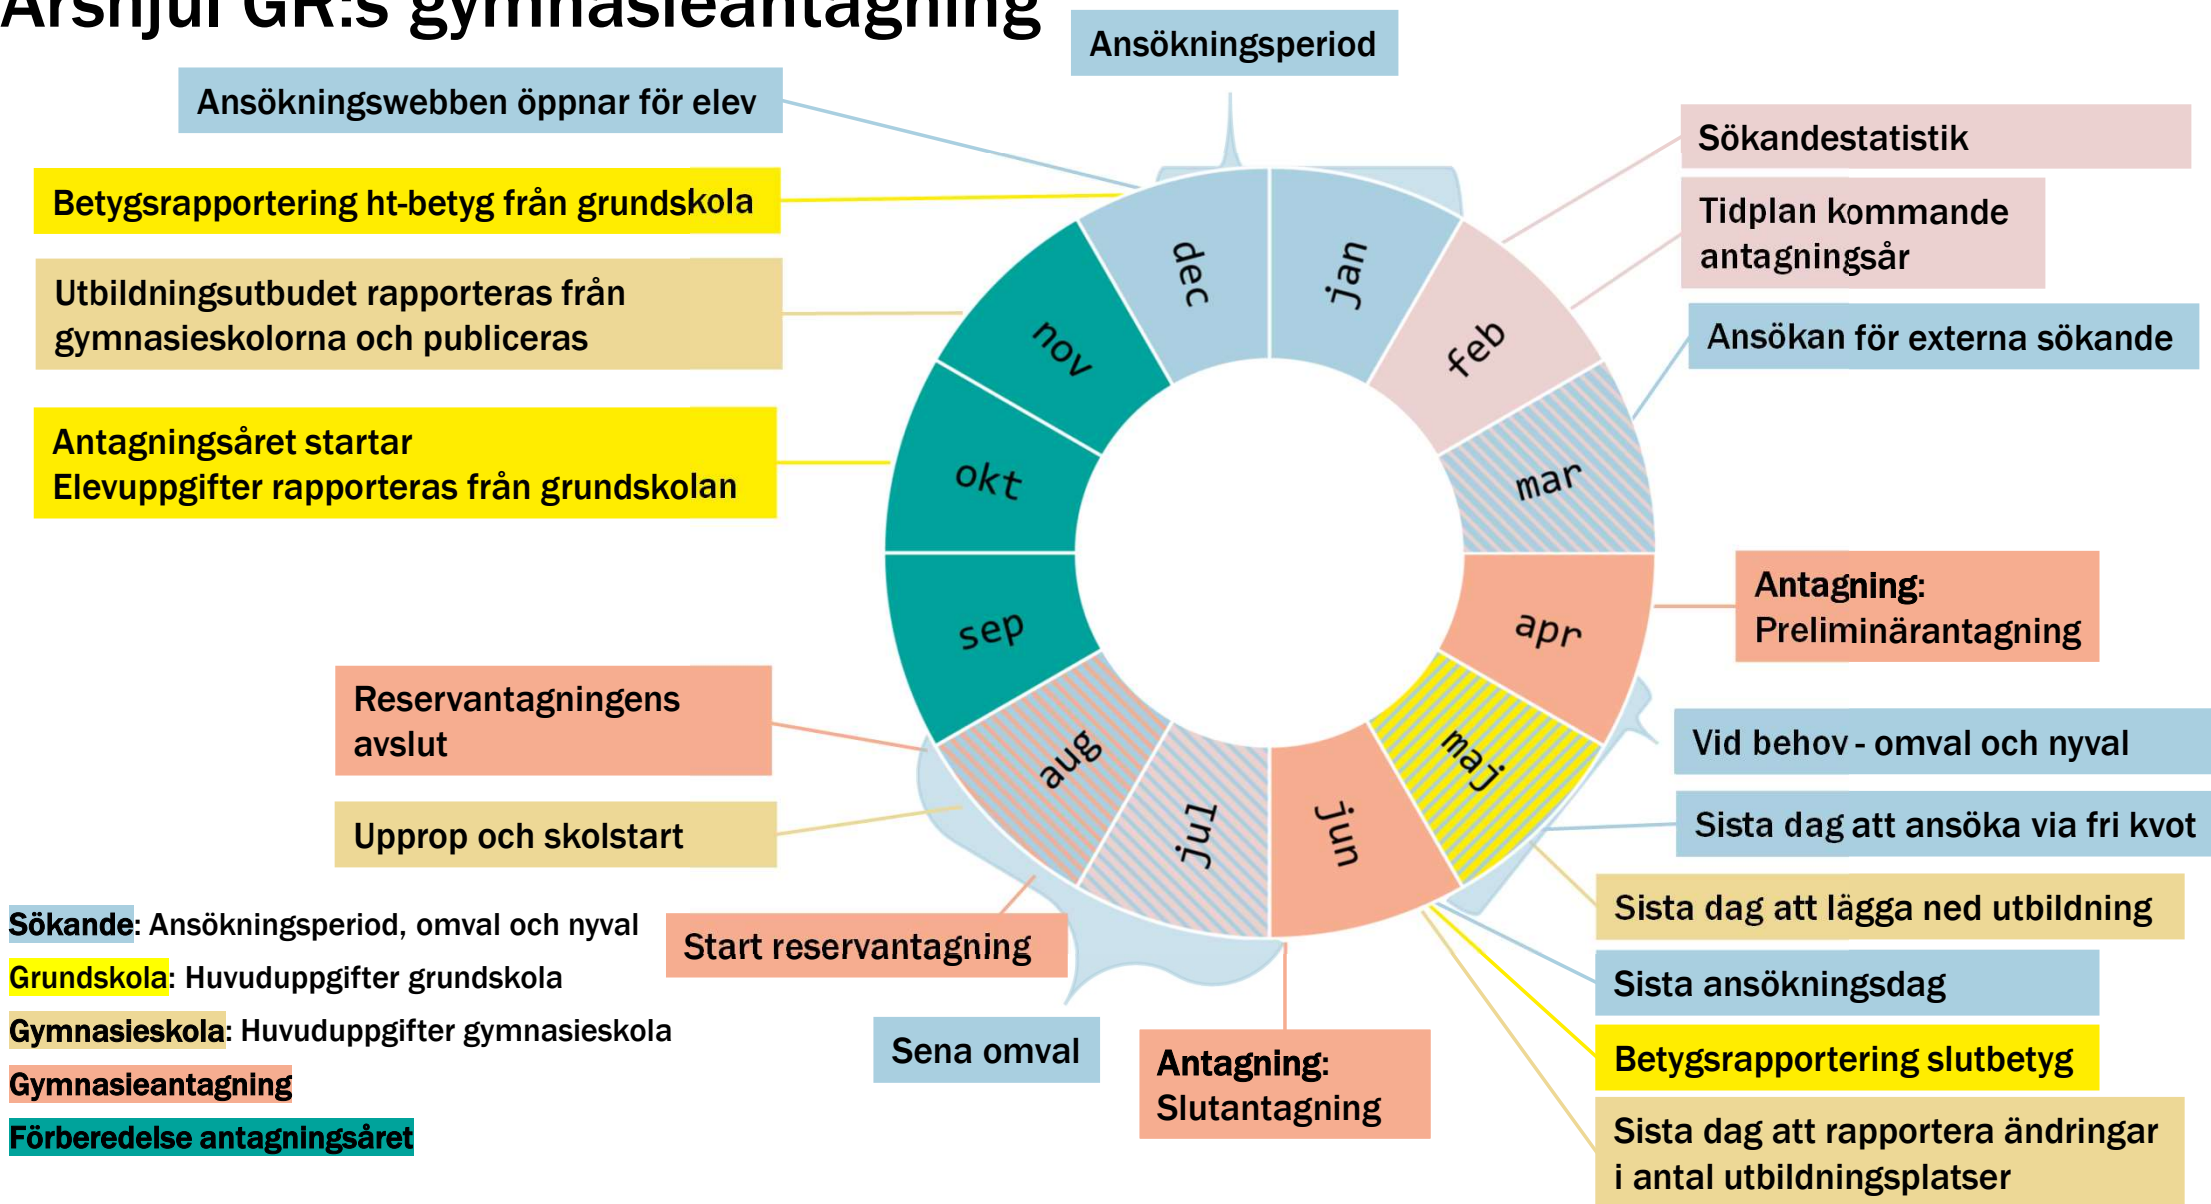 Årshjul GR:s gymnasieantagning
Ansökningsperiod
Ansökningswebben öppnar för elev
Betygsrapportering ht-betyg från grundskola
Utbildningsutbudet rapporteras från
gymnasieskolorna och publiceras
Antagningsåret startar
Elevuppgifter rapporteras från grundskolan
Sökandestatistik
Tidplan kommande
antagningsår
Ansökan för externa sökande
dec
jan
feb
mar
apr
maj
jun
jul
aug
sep
okt
nov
Antagning:
Preliminärantagning
Vid behov - omval och nyval
Sista dag att ansöka via fri kvot
Sista dag att lägga ned utbildning
Sista ansökningsdag
Betygsrapportering slutbetyg
Sista dag att rapportera ändringar
i antal utbildningsplatser
Reservantagningens
avslut
Upprop och skolstart
Start reservantagning
Sena omval
Antagning:
Slutantagning
Sökande: Ansökningsperiod, omval och nyval
Grundskola: Huvuduppgifter grundskola
Gymnasieskola: Huvuduppgifter gymnasieskola
Gymnasieantagning
Förberedelse antagningsåret